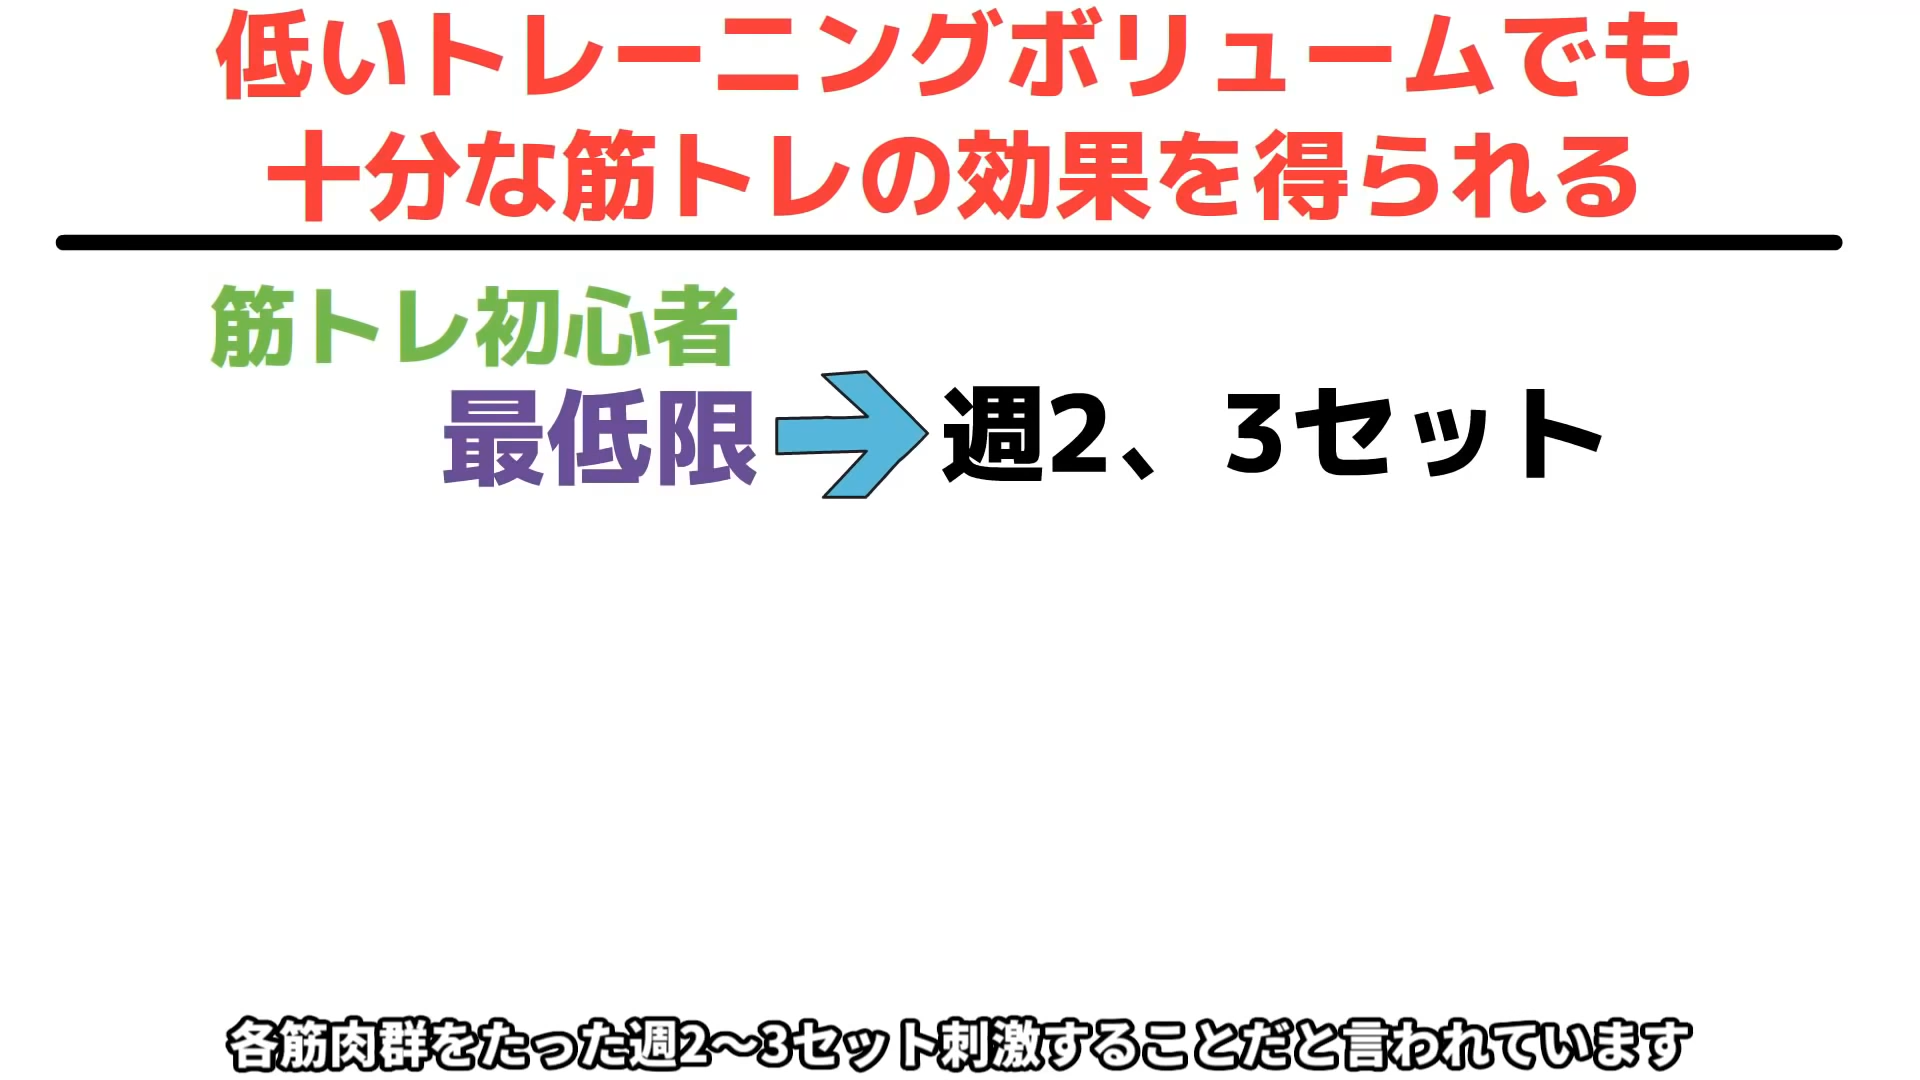 低いトレーニングボリュームでも
十分な筋トレの効果を得られる
筋トレ初心者
最低限
週2、3セット
各筋肉群をたった週2～3セット刺激することだと言われています